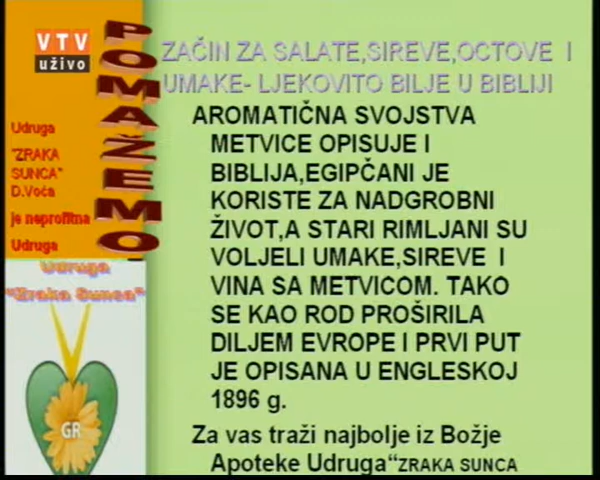 VTV
uživo
POMAŽEMO
Udruga
"ZRAKA
SUNCA"
D.Voća
je neprofitna
Udruga
Udruga
"Zraka Sunca"
GR
ZAČIN ZA SALATE,SIREVE,OCTOVE I
UMAKE- LJEKOVITO BILJE U BIBLIJI
AROMATIČNA SVOJSTVA
METVICE OPISUJE I
BIBLIJA,EGIPČANI JE
KORISTE ZA NADGROBNI
ŽIVOT,A STARI RIMLJANI SU
VOLJELI UMAKE,SIREVE I
VINA SA METVICOM. TAKO
SE KAO ROD PROŠIRILA
DILJEM EVROPE I PRVI PUT
JE OPISANA U ENGLESKOJ
1896 g.
Za vas traži najbolje iz Božje
Apoteke Udruga“ZRAKA SUNCA